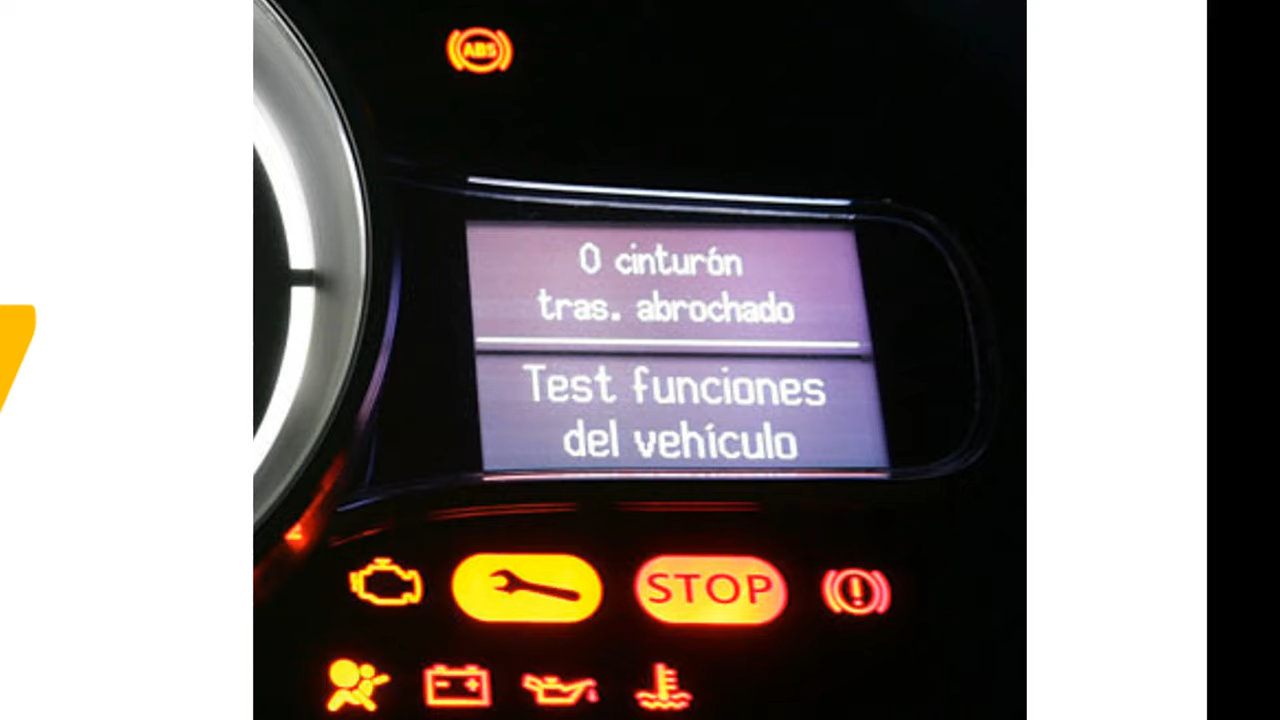 ABS
0 cinturón
tras. abrochado
Test funciones
del vehículo
STOP